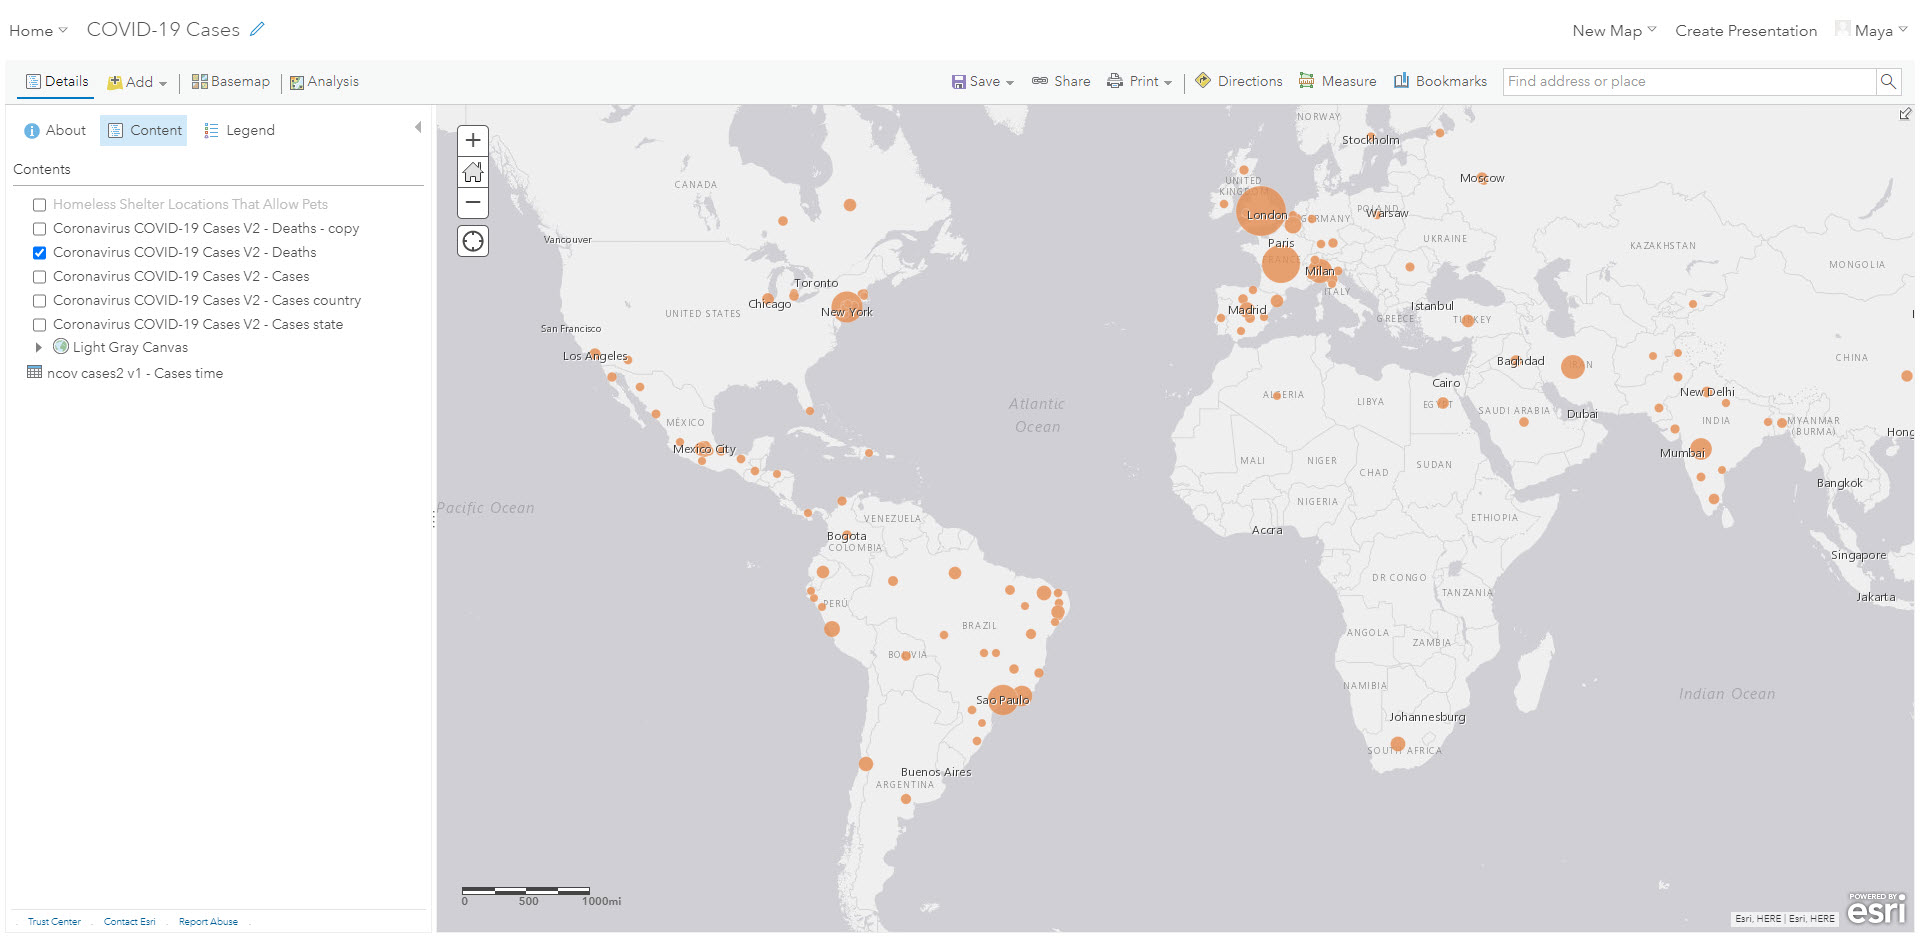 Home
COVID-19 Cases
New Map
Create Presentation
Maya
Details
Add
Basemap
Analysis
Save
Share
Print
Directions
Measure
Bookmarks
Find address or place
About
Content
Legend
Contents
Homeless Shelter Locations That Allow Pets
Coronavirus COVID-19 Cases V2 - Deaths - copy
Coronavirus COVID-19 Cases V2 - Deaths
Coronavirus COVID-19 Cases V2 - Cases
Coronavirus COVID-19 Cases V2 - Cases country
Coronavirus COVID-19 Cases V2 - Cases state
Light Gray Canvas
ncov cases2 v1 - Cases time
Trust Center
Contact Esri
Report Abuse
NORWAY
Stockholm
CANADA
UNITED
KINGDOM
Moscow
London
GERMANY
POLAND
Warsaw
Vancouver
Paris
UKRAINE
KAZAKHSTAN
FRANCE
Milan
MONGOLIA
Toronto
ITALY
Chicago
New York
UNITED STATES
Madrid
Istanbul
GREECE
TURKEY
San Francisco
Los Angeles
Baghdad
IRAN
CHINA
Cairo
New Delhi
Atlantic
Ocean
ALGERIA
LIBYA
EGYPT
SAUDI ARABIA
Dubai
INDIA
MYANMAR
(BURMA)
Hong
MÉXICO
Mexico City
Mumbai
MALI
NIGER
CHAD
SUDAN
Bangkok
Pacific Ocean
NIGERIA
VENEZUELA
ETHIOPIA
Accra
Bogota
COLOMBIA
Singapore
DR CONGO
TANZANIA
Jakarta
PERÚ
BRAZIL
ANGOLA
ZAMBIA
BOLIVIA
NAMIBIA
Indian Ocean
Sao Paulo
Johannesburg
SOUTH AFRICA
Buenos Aires
ARGENTINA
0 500 1000mi
Esri, HERE | Esri, HERE
POWERED BY
esri